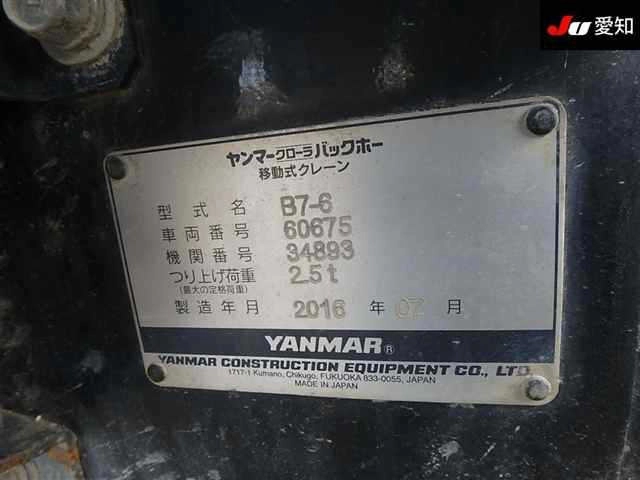 JU 愛知
ヤンマークローラバックホー
移動式クレーン
型式名 B7-6
車両番号 60675
機関番号 34893
つり上げ荷重 2.5t
(最大の定格荷重)
製造年月 2016 年 07 月
YANMAR®
YANMAR CONSTRUCTION EQUIPMENT CO., LTD.
1717-1 Kumano, Chikugo, FUKUOKA 833-0055, JAPAN
MADE IN JAPAN